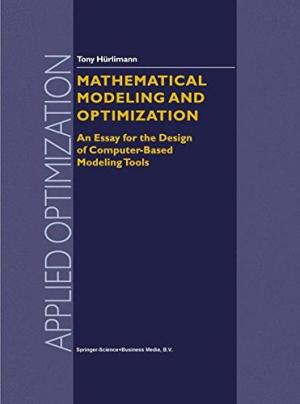 Tony Hürlimann
MATHEMATICAL
MODELING AND
OPTIMIZATION
An Essay for the Design
of Computer-Based
Modeling Tools
APPLIED OPTIMIZATION
Springer-Science+Business Media, B.V.